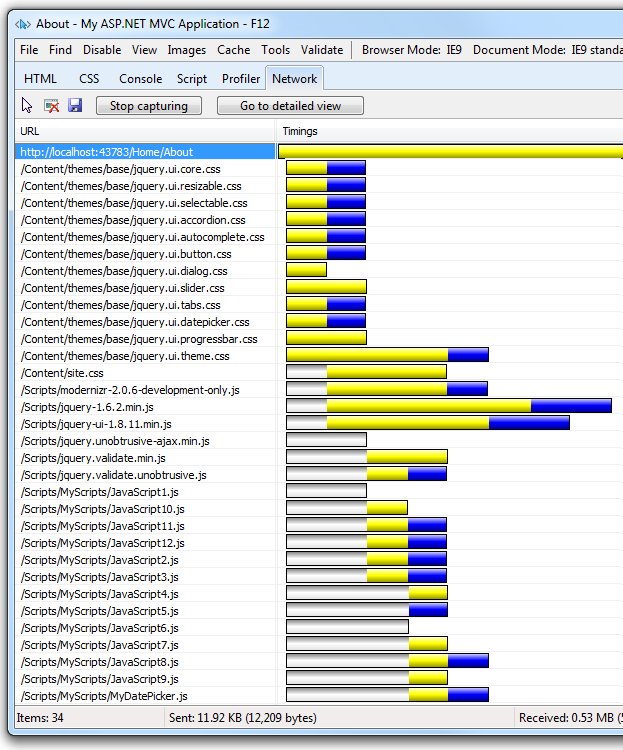 About - My ASP.NET MVC Application - F12
File Find Disable View Images Cache Tools Validate Browser Mode: IE9 Document Mode: IE9 standa
HTML CSS Console Script Profiler Network
Stop capturing Go to detailed view
URL Timings
http://localhost:43783/Home/About
/Content/themes/base/jquery.ui.core.css
/Content/themes/base/jquery.ui.resizable.css
/Content/themes/base/jquery.ui.selectable.css
/Content/themes/base/jquery.ui.accordion.css
/Content/themes/base/jquery.ui.autocomplete.css
/Content/themes/base/jquery.ui.button.css
/Content/themes/base/jquery.ui.dialog.css
/Content/themes/base/jquery.ui.slider.css
/Content/themes/base/jquery.ui.tabs.css
/Content/themes/base/jquery.ui.datepicker.css
/Content/themes/base/jquery.ui.progressbar.css
/Content/themes/base/jquery.ui.theme.css
/Content/site.css
/Scripts/modernizr-2.0.6-development-only.js
/Scripts/jquery-1.6.2.min.js
/Scripts/jquery-ui-1.8.11.min.js
/Scripts/jquery.unobtrusive-ajax.min.js
/Scripts/jquery.validate.min.js
/Scripts/jquery.validate.unobtrusive.js
/Scripts/MyScripts/JavaScript1.js
/Scripts/MyScripts/JavaScript10.js
/Scripts/MyScripts/JavaScript11.js
/Scripts/MyScripts/JavaScript12.js
/Scripts/MyScripts/JavaScript2.js
/Scripts/MyScripts/JavaScript3.js
/Scripts/MyScripts/JavaScript4.js
/Scripts/MyScripts/JavaScript5.js
/Scripts/MyScripts/JavaScript6.js
/Scripts/MyScripts/JavaScript7.js
/Scripts/MyScripts/JavaScript8.js
/Scripts/MyScripts/JavaScript9.js
/Scripts/MyScripts/MyDatePicker.js
Items: 34 Sent: 11.92 KB (12,209 bytes) Received: 0.53 MB (5